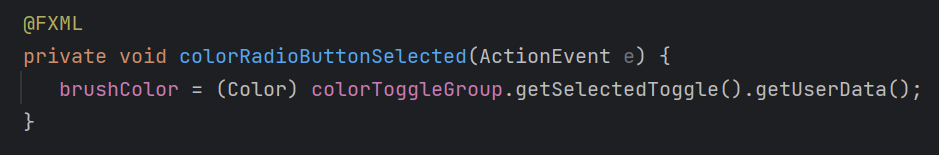 @FXML
private void colorRadioButtonSelected(ActionEvent e) {
   brushColor = (Color) colorToggleGroup.getSelectedToggle().getUserData();
}